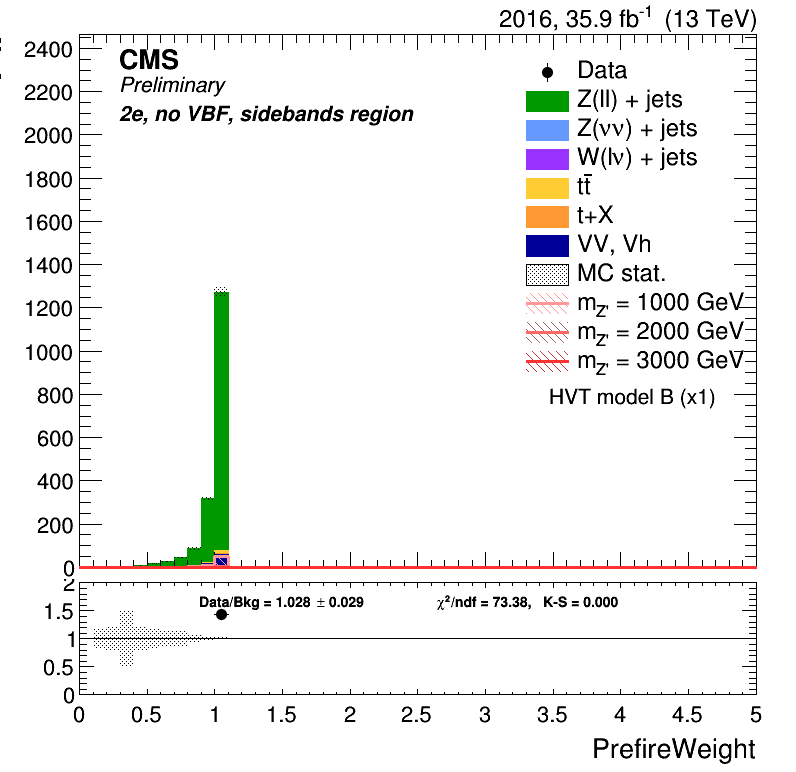 2016, 35.9 fb⁻¹ (13 TeV)
CMS
Preliminary
2e, no VBF, sidebands region
Data
Z(ll) + jets
Z(νν) + jets
W(lν) + jets
tt̄
t+X
VV, Vh
MC stat.
m_Z' = 1000 GeV
m_Z' = 2000 GeV
m_Z' = 3000 GeV
HVT model B (x1)
2400
2200
2000
1800
1600
1400
1200
1000
800
600
400
200
0
Data/Bkg = 1.028 ± 0.029
χ²/ndf = 73.38, K-S = 0.000
2
1.5
1
0.5
0
0 0.5 1 1.5 2 2.5 3 3.5 4 4.5 5
PrefireWeight